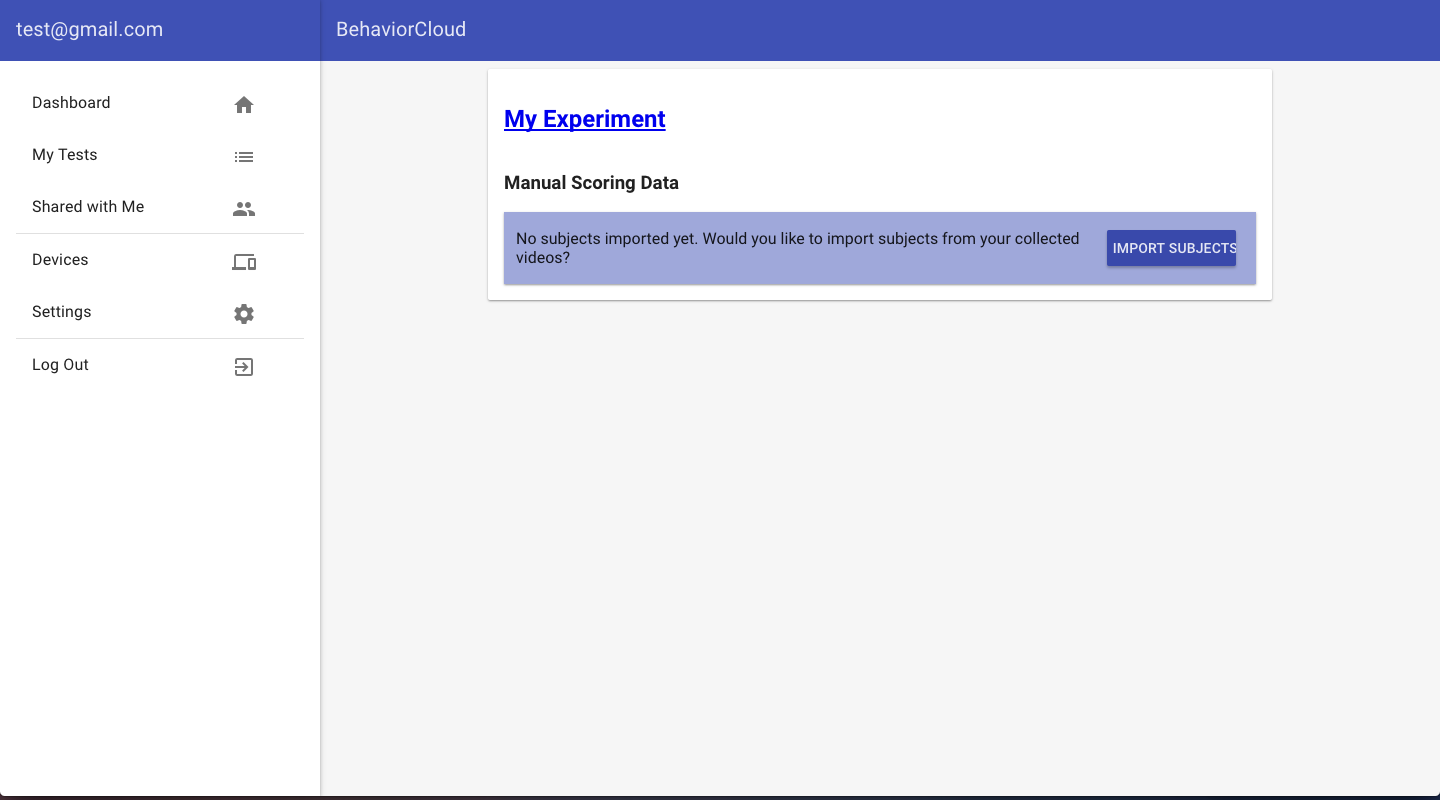 test@gmail.com
BehaviorCloud
Dashboard
My Tests
Shared with Me
Devices
Settings
Log Out
My Experiment
Manual Scoring Data
No subjects imported yet. Would you like to import subjects from your collected
videos?
IMPORT SUBJECTS